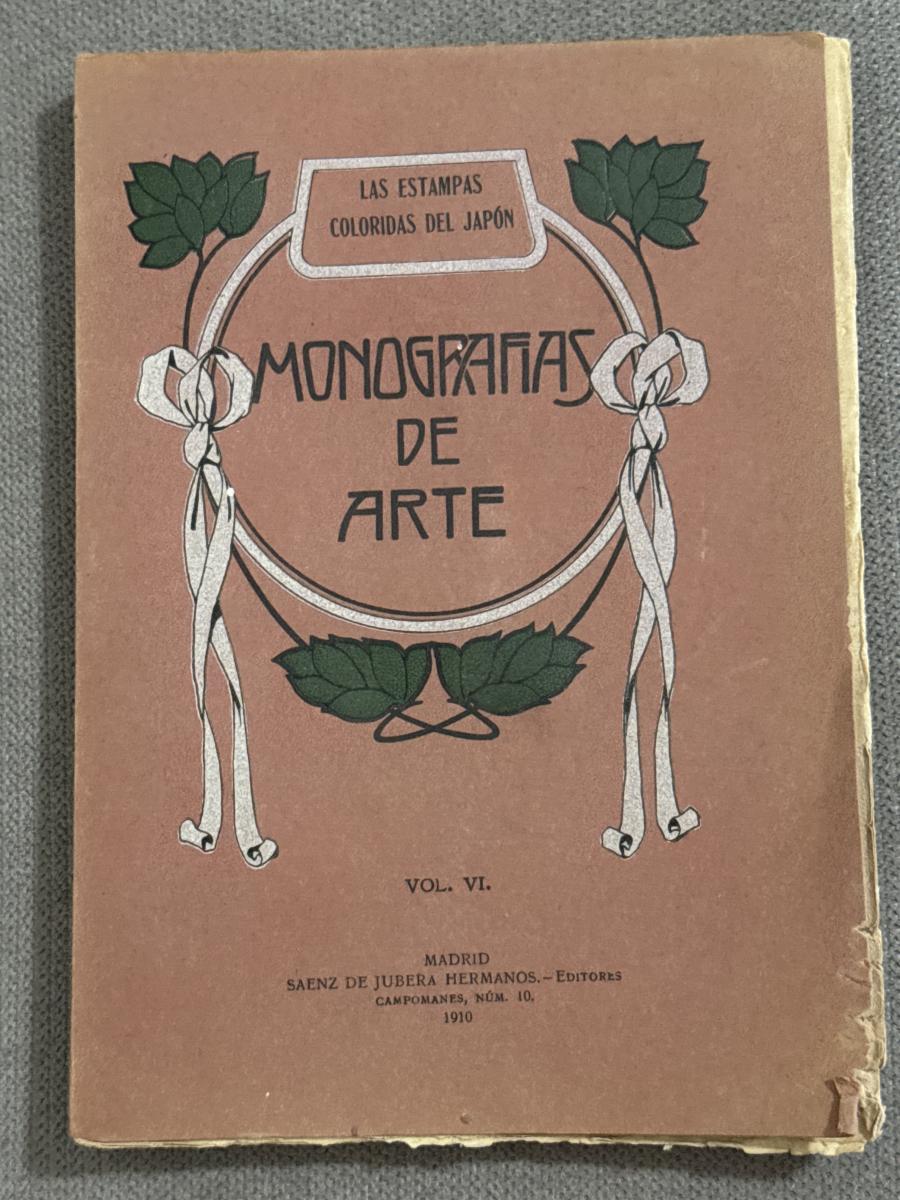 LAS ESTAMPAS
COLORIDAS DEL JAPÓN
MONOGRAFIAS
DE
ARTE
VOL. VI.
MADRID
SAENZ DE JUBERA HERMANOS.—EDITORES
CAMPOMANES, NÚM. 10.
1910